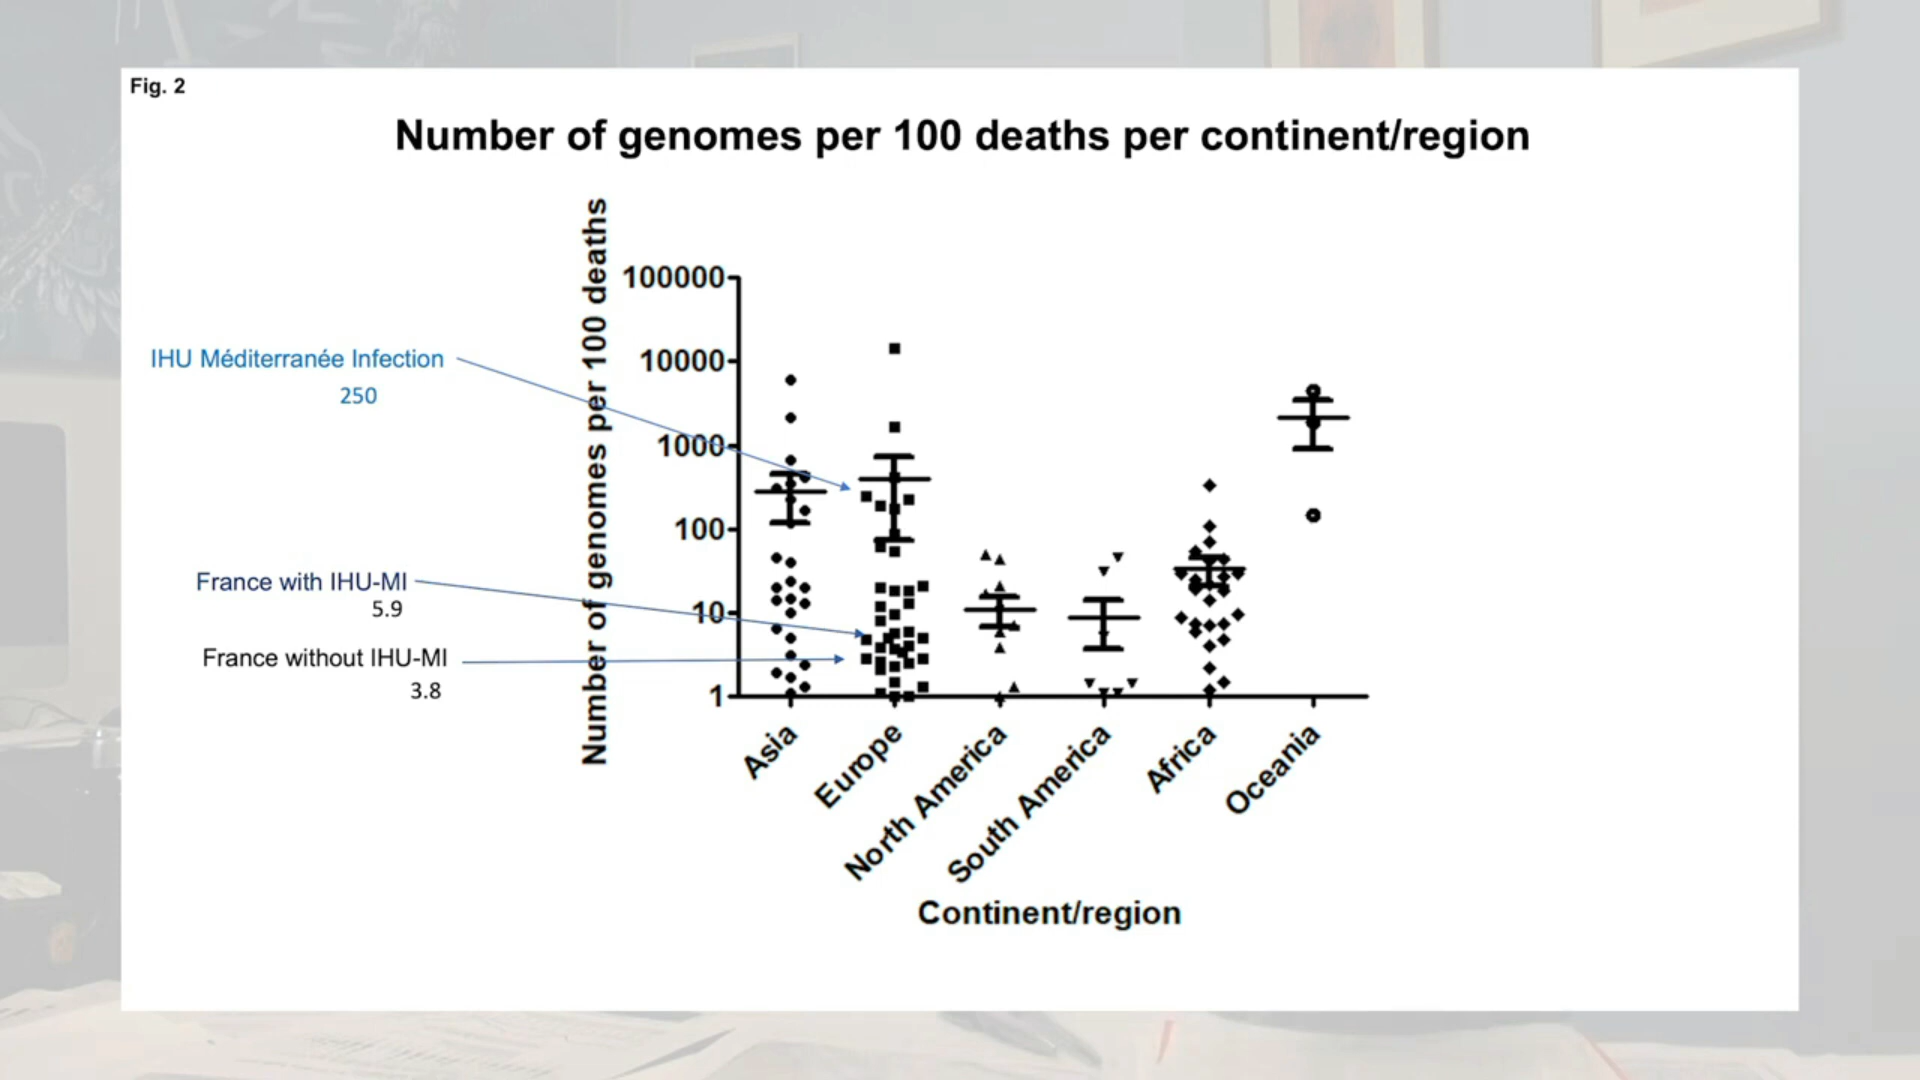 Fig. 2
Number of genomes per 100 deaths per continent/region
Number of genomes per 100 deaths
100000
10000
1000
100
10
1
IHU Méditerranée Infection
250
France with IHU-MI
5.9
France without IHU-MI
3.8
Asia
Europe
North America
South America
Africa
Oceania
Continent/region